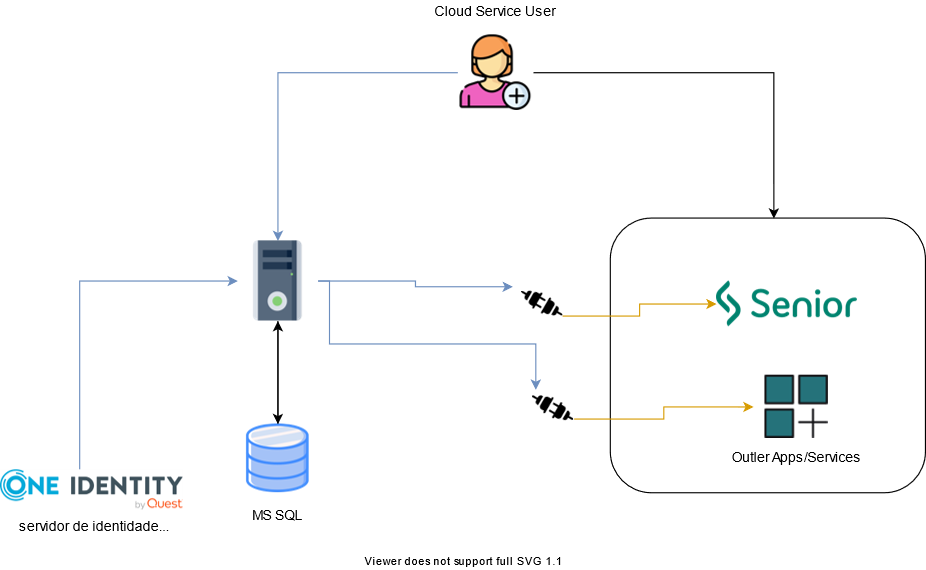 Cloud Service User
Senior
Outler Apps/Services
ONE IDENTITY
by Quest
servidor de identidade...
MS SQL
Viewer does not support full SVG 1.1